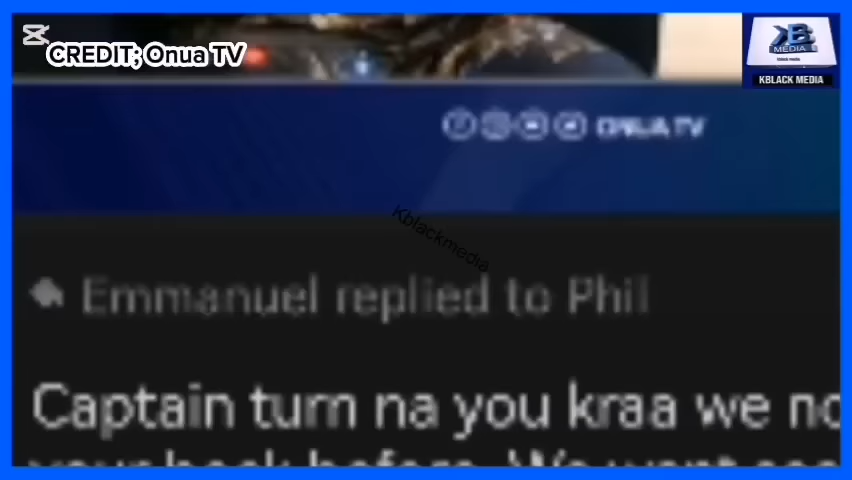 CREDIT; Onua TV
KB
MEDIA
KBLACK MEDIA
ONUA TV
Kblackmedia
Emmanuel replied to Phil
Captain turn na you kraa we